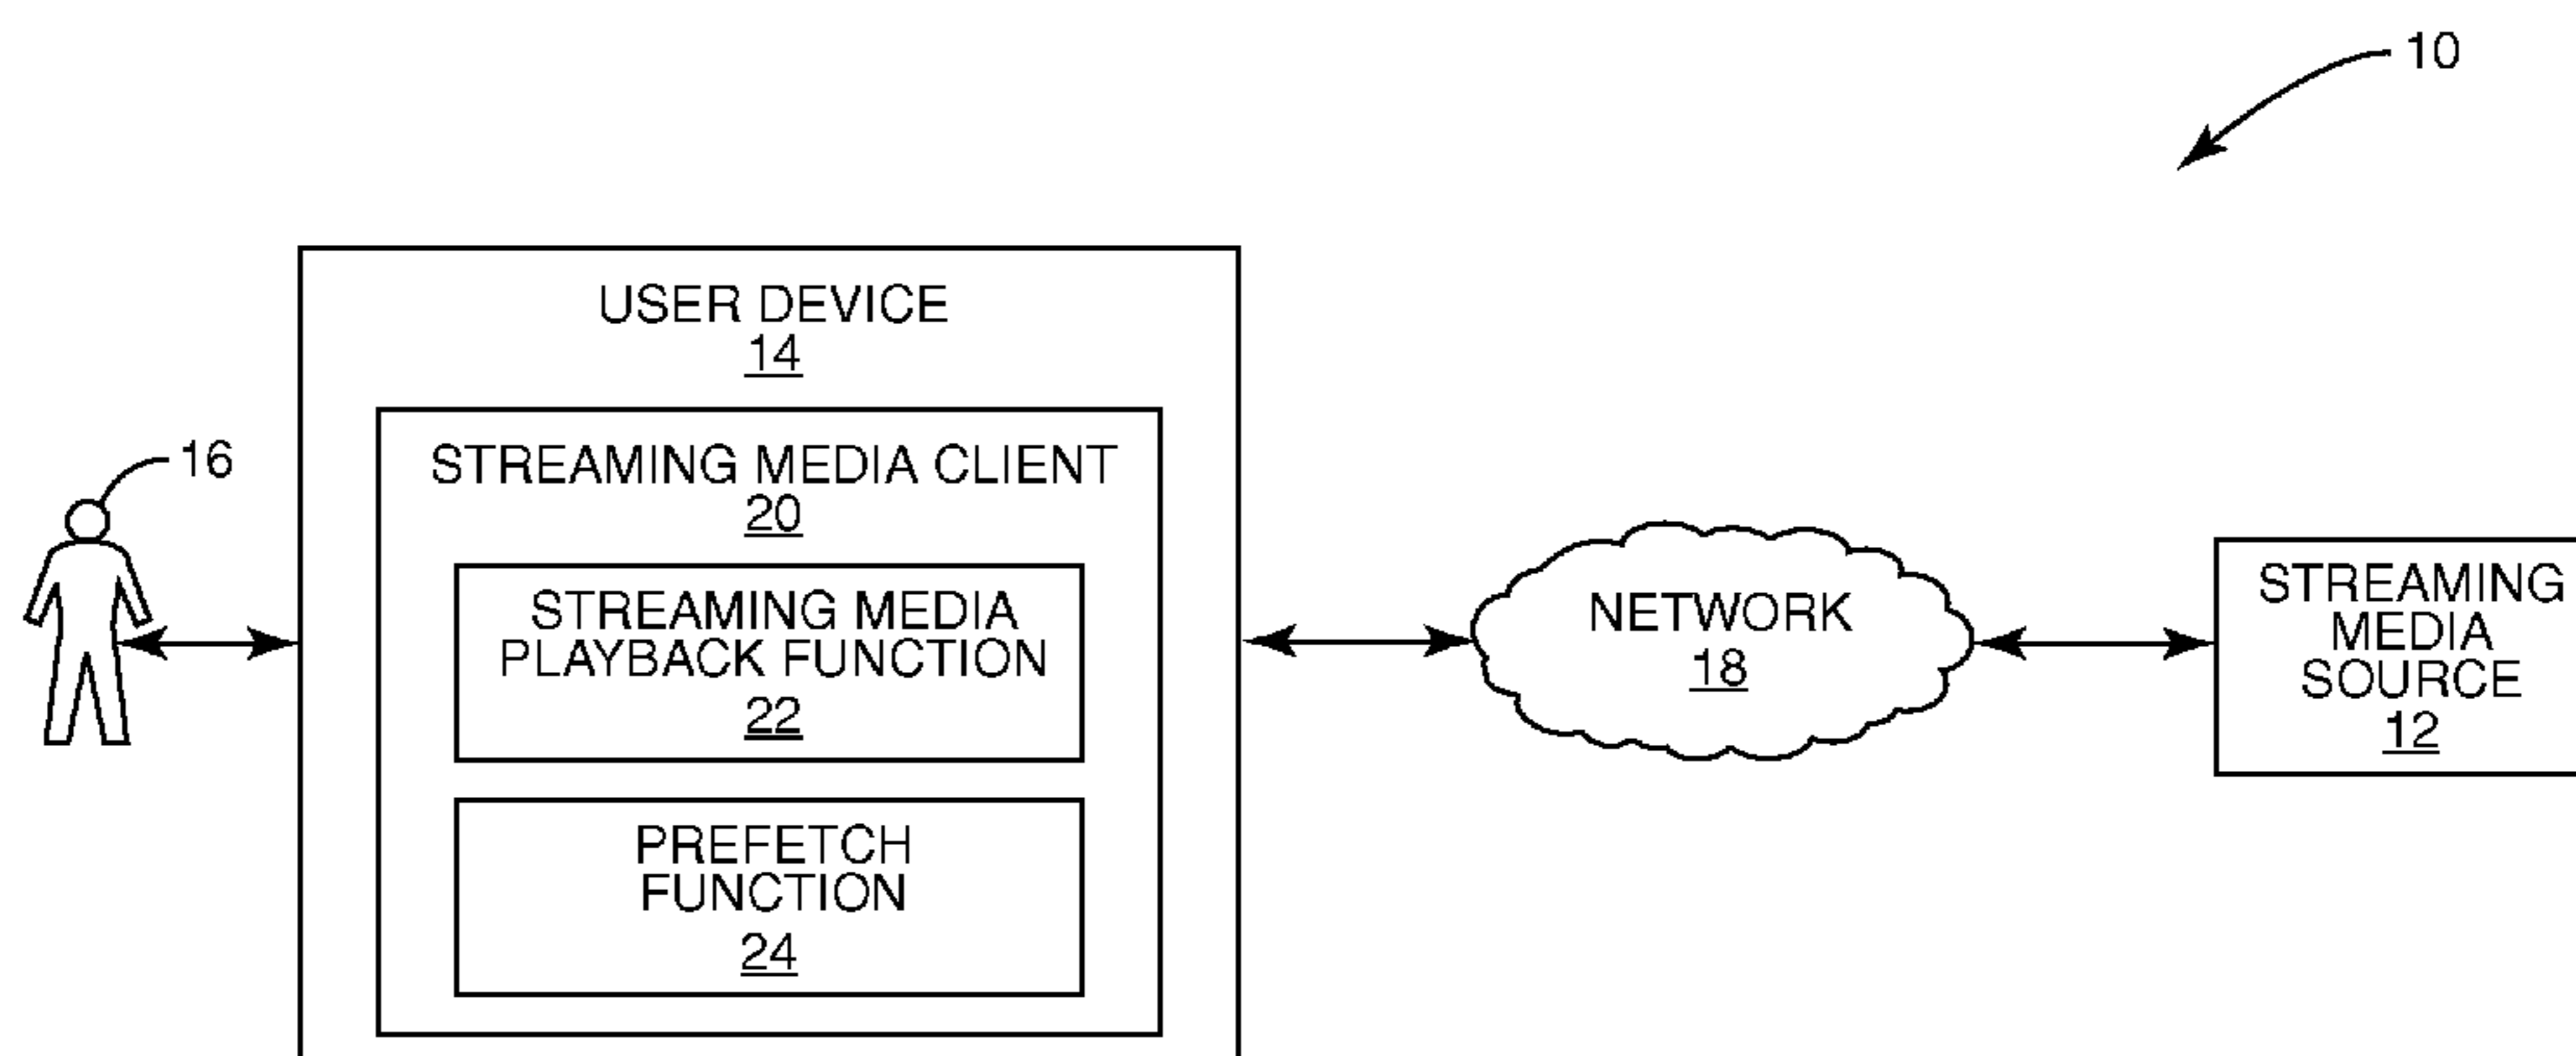 10
USER DEVICE
14
STREAMING MEDIA CLIENT
20
16
STREAMING MEDIA
PLAYBACK FUNCTION
22
PREFETCH
FUNCTION
24
NETWORK
18
STREAMING
MEDIA
SOURCE
12